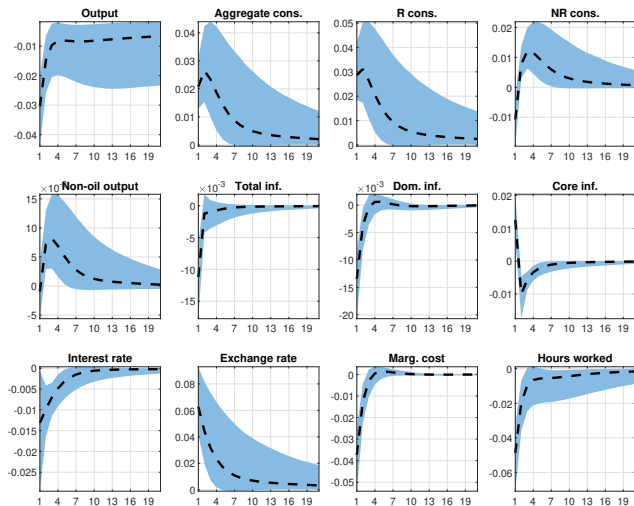 Output Aggregate cons. R cons. NR cons.
-0.01 0.04 0.05 0.02
-0.02 0.03 0.04 0.01
-0.03 0.02 0.03 0
-0.04 0.01 0.02 -0.01
0 0.01
0
1 4 7 10 13 16 19 1 4 7 10 13 16 19 1 4 7 10 13 16 19 1 4 7 10 13 16 19
Non-oil output Total inf. Dom. inf. Core inf.
×10⁻³ ×10⁻³ 0.02
15 0 0 0.01
10 -5 -5 0
5 -10 -10 -0.01
0 -15 -15
-5 -20
1 4 7 10 13 16 19 1 4 7 10 13 16 19 1 4 7 10 13 16 19 1 4 7 10 13 16 19
Interest rate Exchange rate Marg. cost Hours worked
0 0.08 0 0
-0.005 0.06 -0.01 -0.02
-0.01 0.04 -0.02 -0.04
-0.015 0.02 -0.03 -0.06
-0.02 0 -0.04
-0.025 -0.05
1 4 7 10 13 16 19 1 4 7 10 13 16 19 1 4 7 10 13 16 19 1 4 7 10 13 16 19